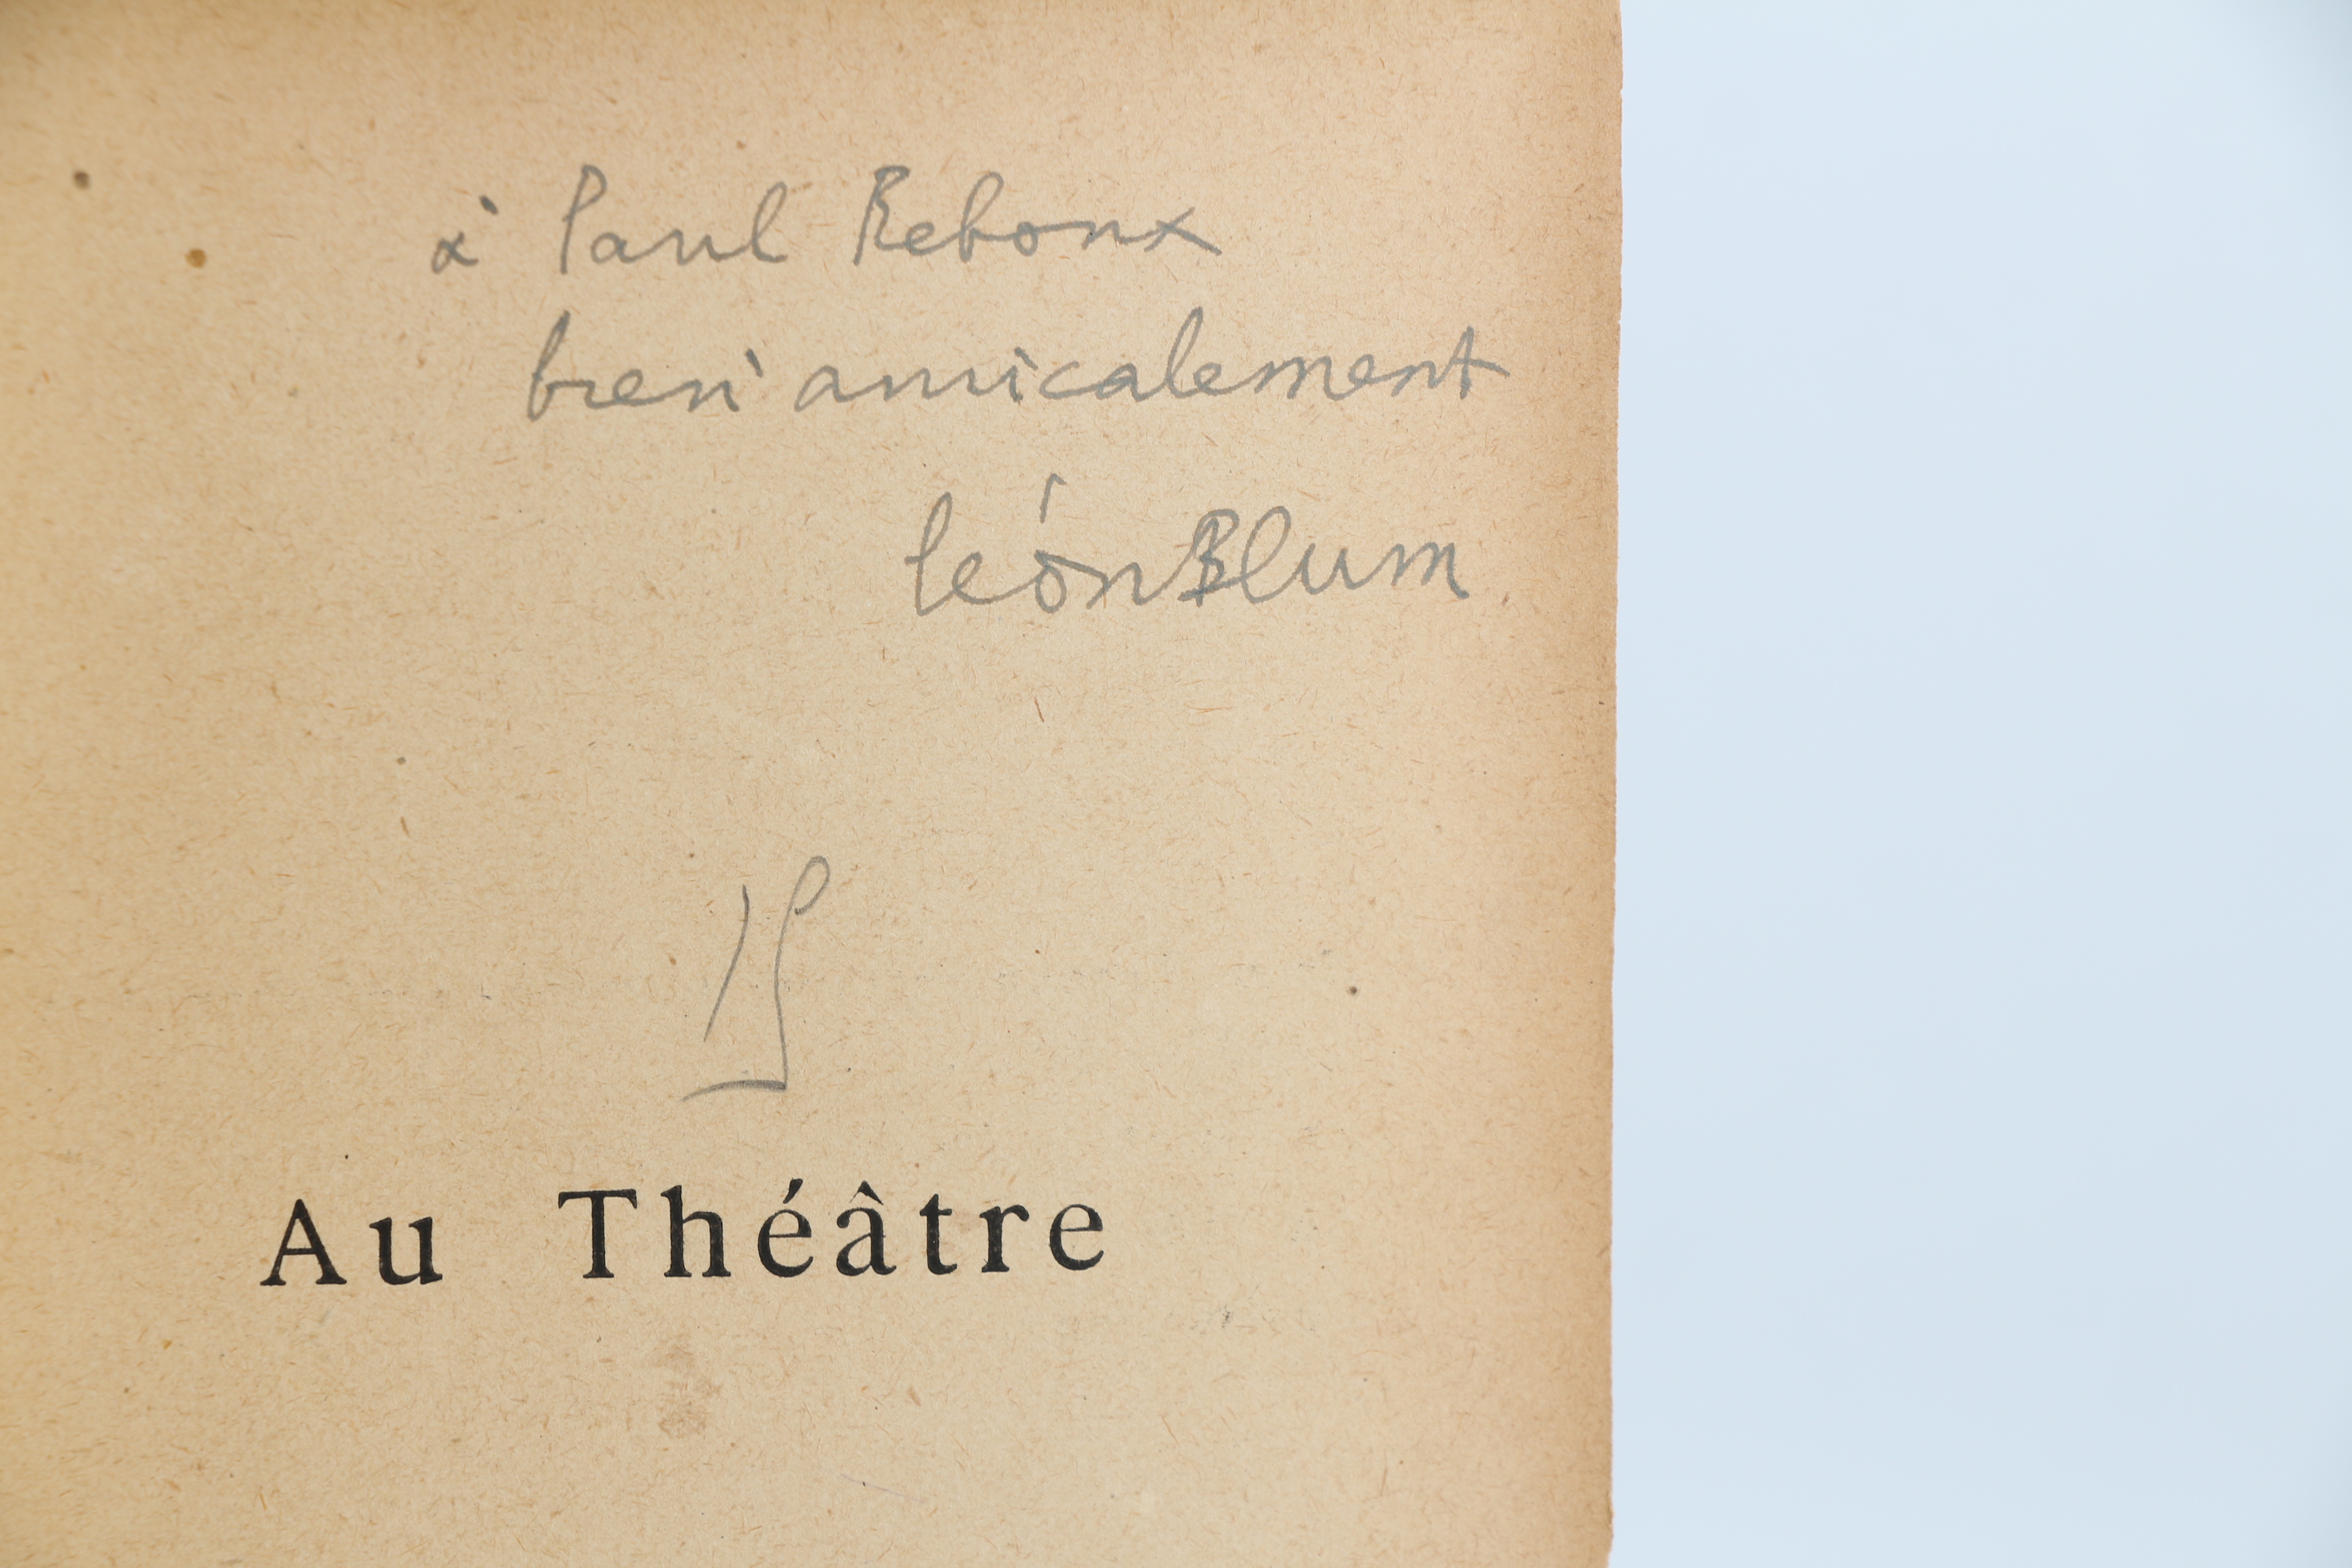 à Paul Reboux
bien amicalement
léon Blum
Au Théâtre